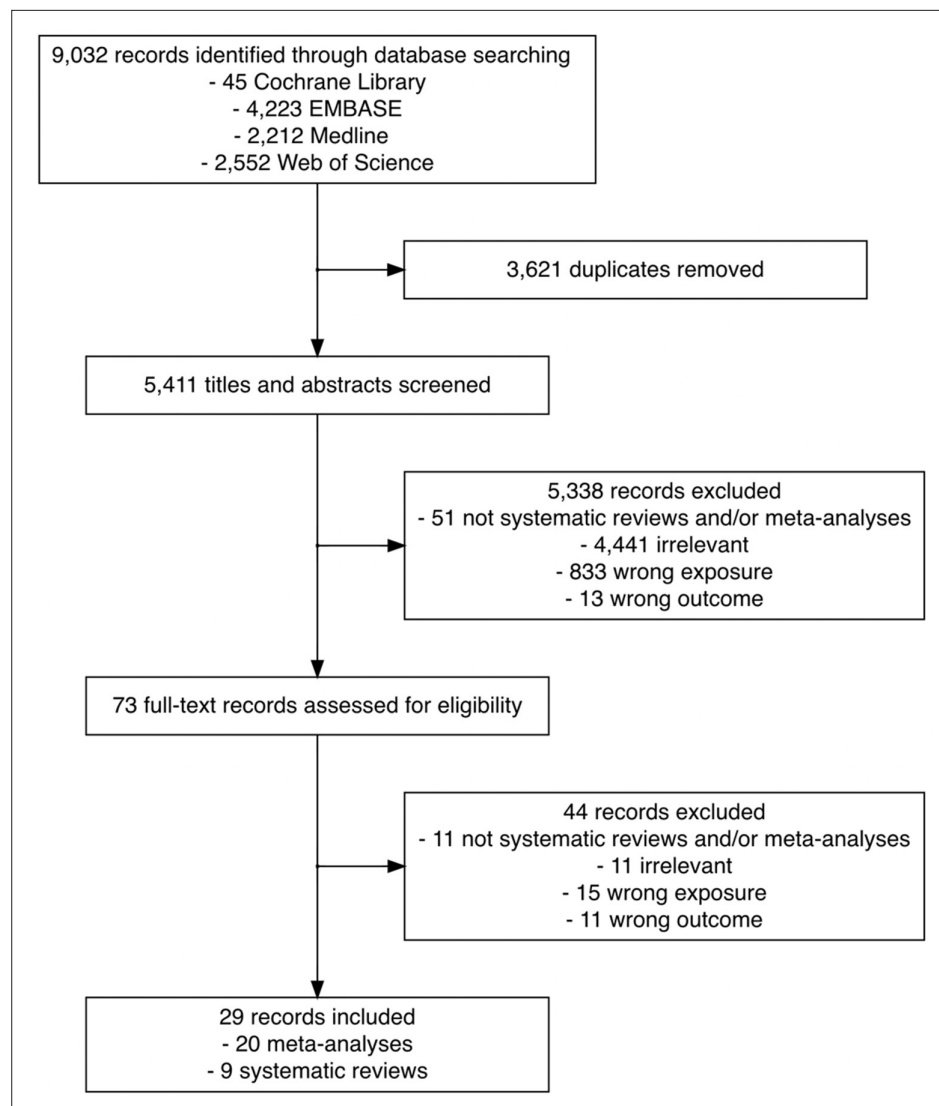 9,032 records identified through database searching
- 45 Cochrane Library
- 4,223 EMBASE
- 2,212 Medline
- 2,552 Web of Science
3,621 duplicates removed
5,411 titles and abstracts screened
5,338 records excluded
- 51 not systematic reviews and/or meta-analyses
- 4,441 irrelevant
- 833 wrong exposure
- 13 wrong outcome
73 full-text records assessed for eligibility
44 records excluded
- 11 not systematic reviews and/or meta-analyses
- 11 irrelevant
- 15 wrong exposure
- 11 wrong outcome
29 records included
- 20 meta-analyses
- 9 systematic reviews